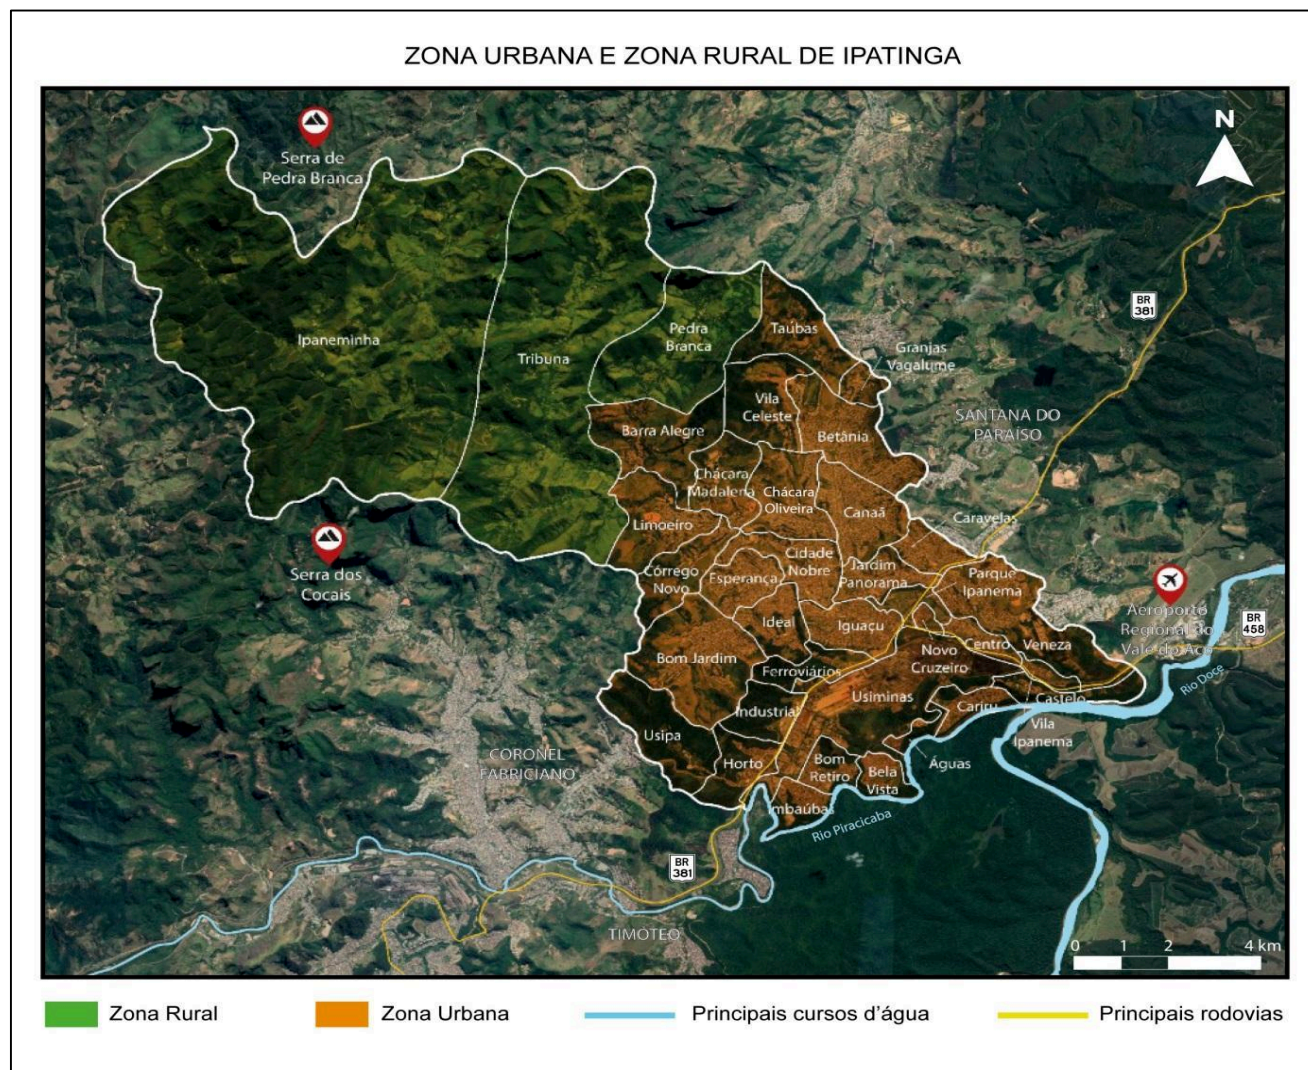 ZONA URBANA E ZONA RURAL DE IPATINGA
Serra de
Pedra Branca
N
BR
381
Ipaneminha
Tribuna
Pedra
Branca
Taúbas
Granjas
Vagalume
Vila
Celeste
SANTANA DO
PARAÍSO
Barra Alegre
Betânia
Chácara
Madalena
Chácara
Oliveira
Canaã
Caravelas
Limoeiro
Serra dos
Cocais
Córrego
Novo
Esperança
Cidade
Nobre
Jardim
Panorama
Parque
Ipanema
Aeroporto
Regional do
Vale do Aço
BR
458
Ideal
Iguaçu
Bom Jardim
Ferroviários
Novo
Cruzeiro
Centro
Veneza
Usiminas
Castelo
Rio Doce
Industrial
Cariru
Vila
Ipanema
Usipa
Horto
Bom
Retiro
Bela
Vista
Águas
CORONEL
FABRICIANO
Imbaúbas
Rio Piracicaba
BR
381
TIMÓTEO
0 1 2 4 km
Zona Rural
Zona Urbana
Principais cursos d'água
Principais rodovias